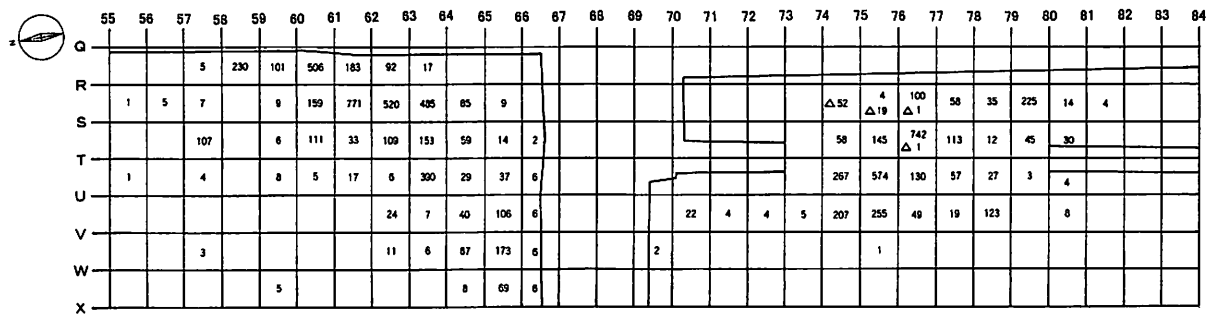 55 56 57 58 59 60 61 62 63 64 65 66 67 68 69 70 71 72 73 74 75 76 77 78 79 80 81 82 83 84
N
Q
5 230 101 506 183 92 17
R
4 100
1 5 7 9 159 771 520 485 85 9 △52 △19 △1 58 35 225 14 4
S
742
107 6 111 33 109 153 59 14 2 58 145 △1 113 12 45 30
T
1 4 8 5 17 6 390 29 37 6 267 574 130 57 27 3 4
U
24 7 40 106 6 22 4 4 5 207 255 49 19 123 8
V
3 11 6 87 173 6 2 1
W
5 8 69 6
X